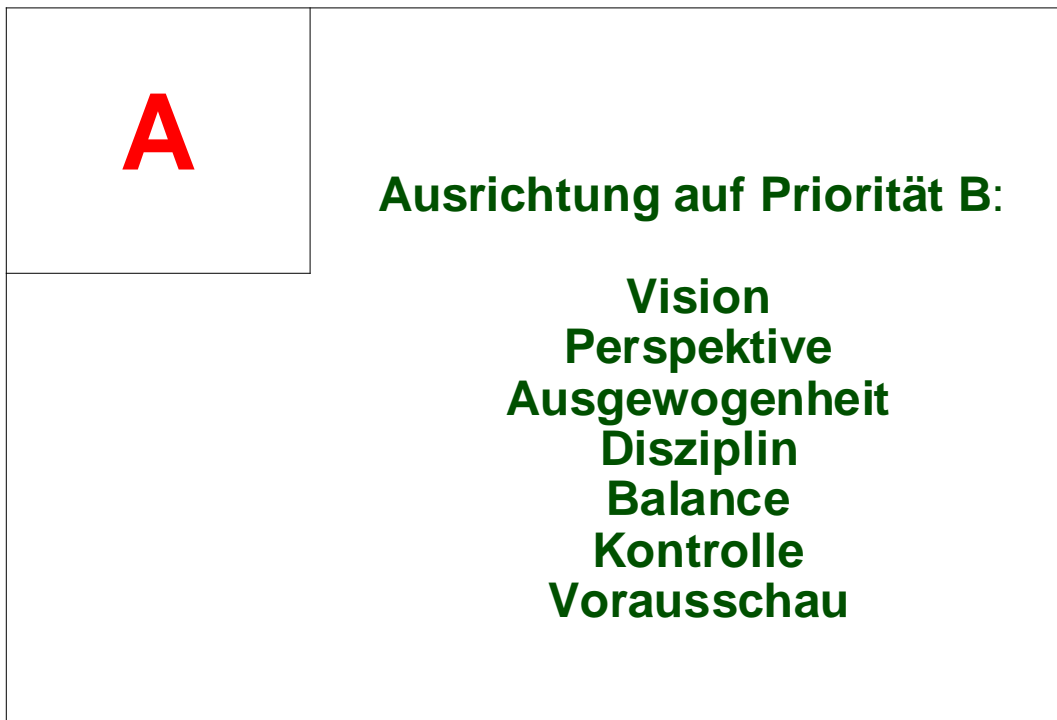 A
Ausrichtung auf Priorität B:
Vision
Perspektive
Ausgewogenheit
Disziplin
Balance
Kontrolle
Vorausschau